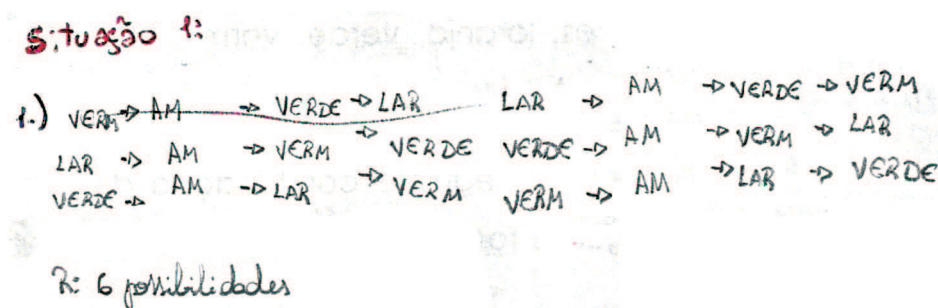 Situação 1:
1.) VERM → AM → VERDE → LAR LAR → AM → VERDE → VERM
LAR → AM → VERM → VERDE VERDE → AM → VERM → LAR
VERDE → AM → LAR → VERM VERM → AM → LAR → VERDE
R: 6 possibilidades